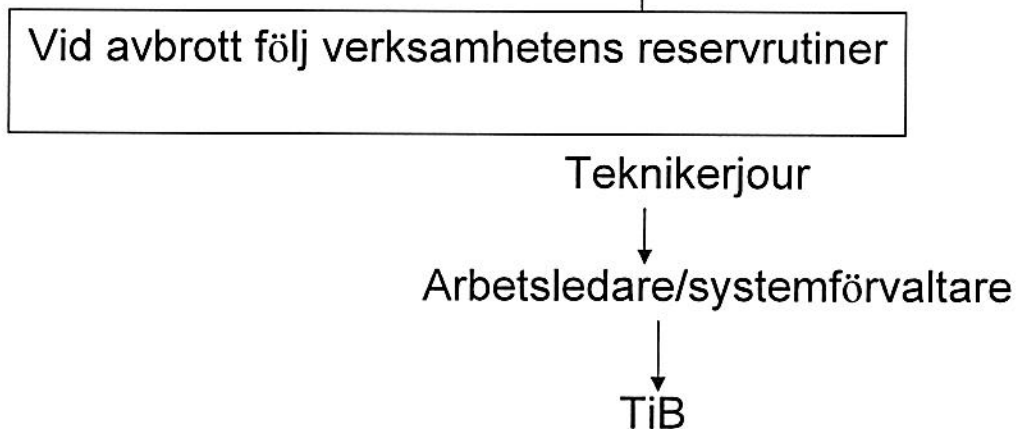 Vid avbrott följ verksamhetens reservrutiner
Teknikerjour
Arbetsledare/systemförvaltare
TiB